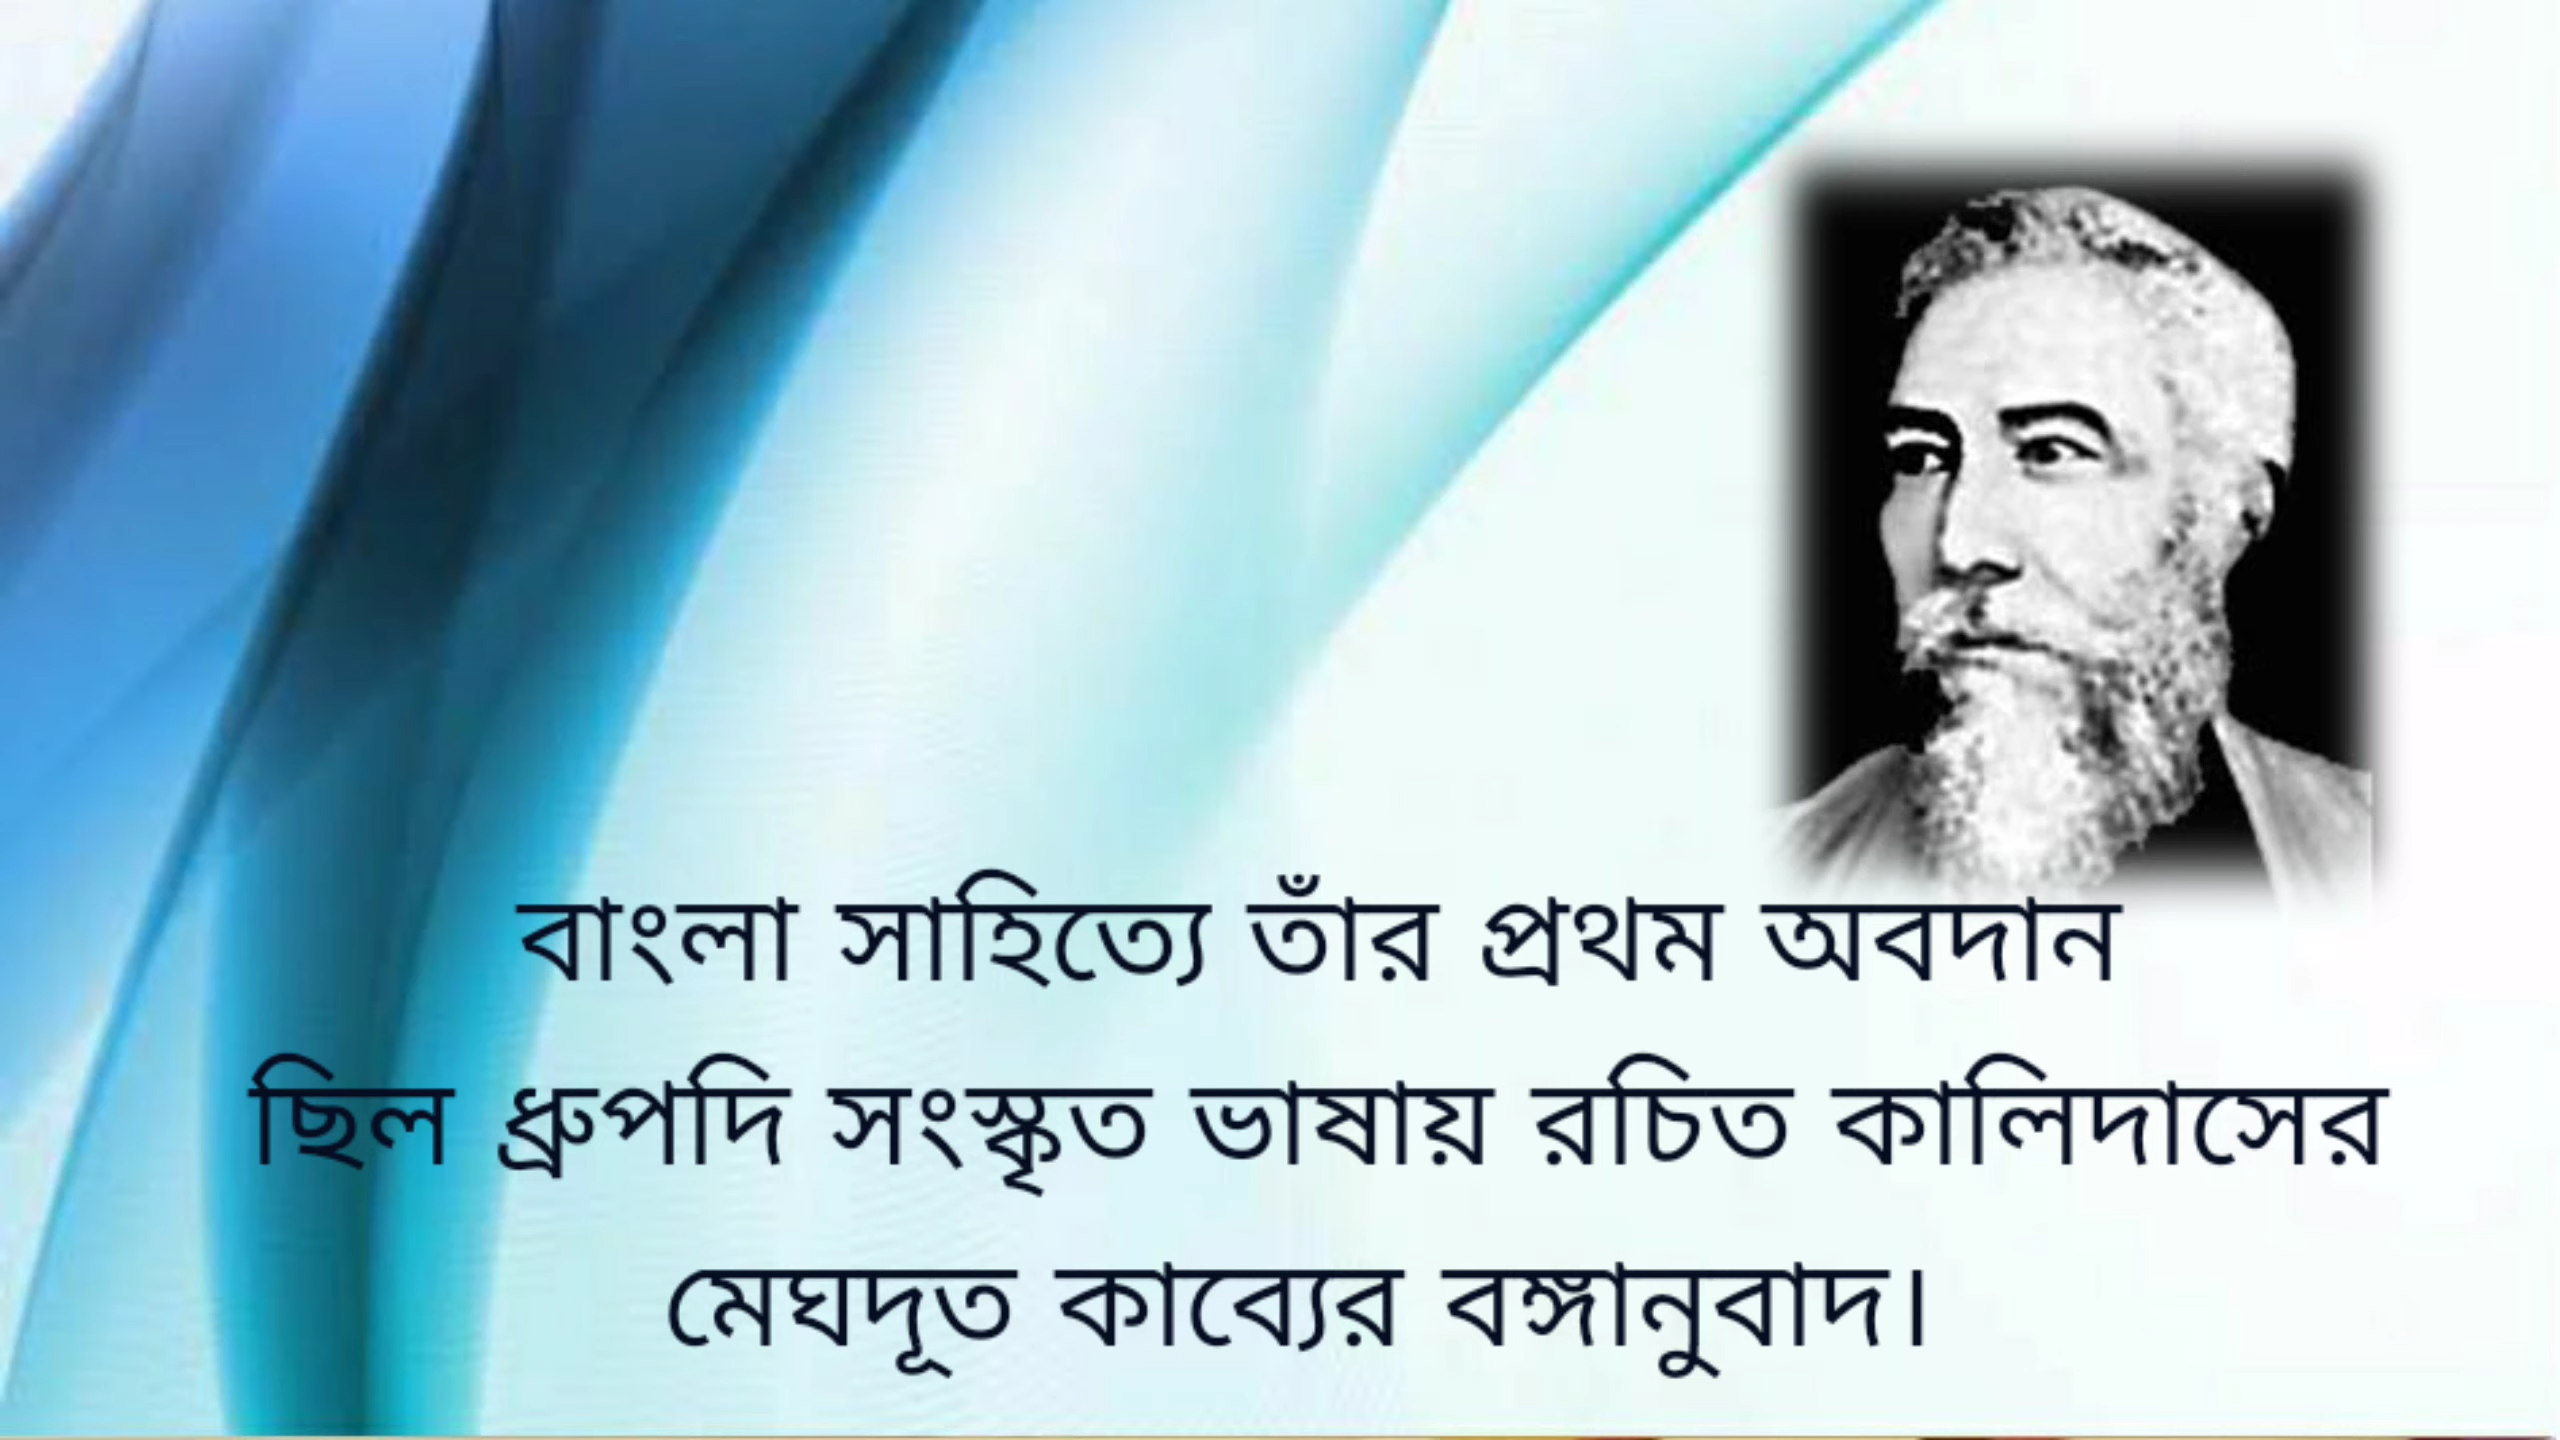 বাংলা সাহিত্যে তাঁর প্রথম অবদান
ছিল ধ্রুপদি সংস্কৃত ভাষায় রচিত কালিদাসের
মেঘদূত কাব্যের বঙ্গানুবাদ।